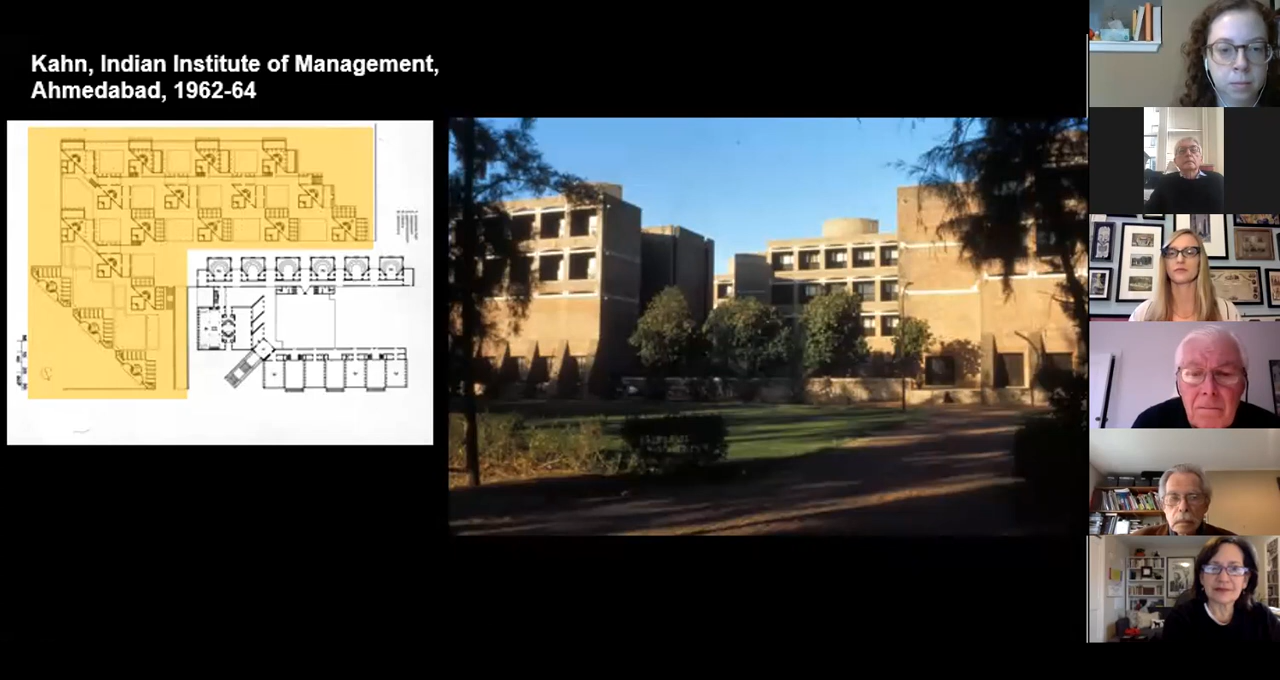 Kahn, Indian Institute of Management,
Ahmedabad, 1962-64